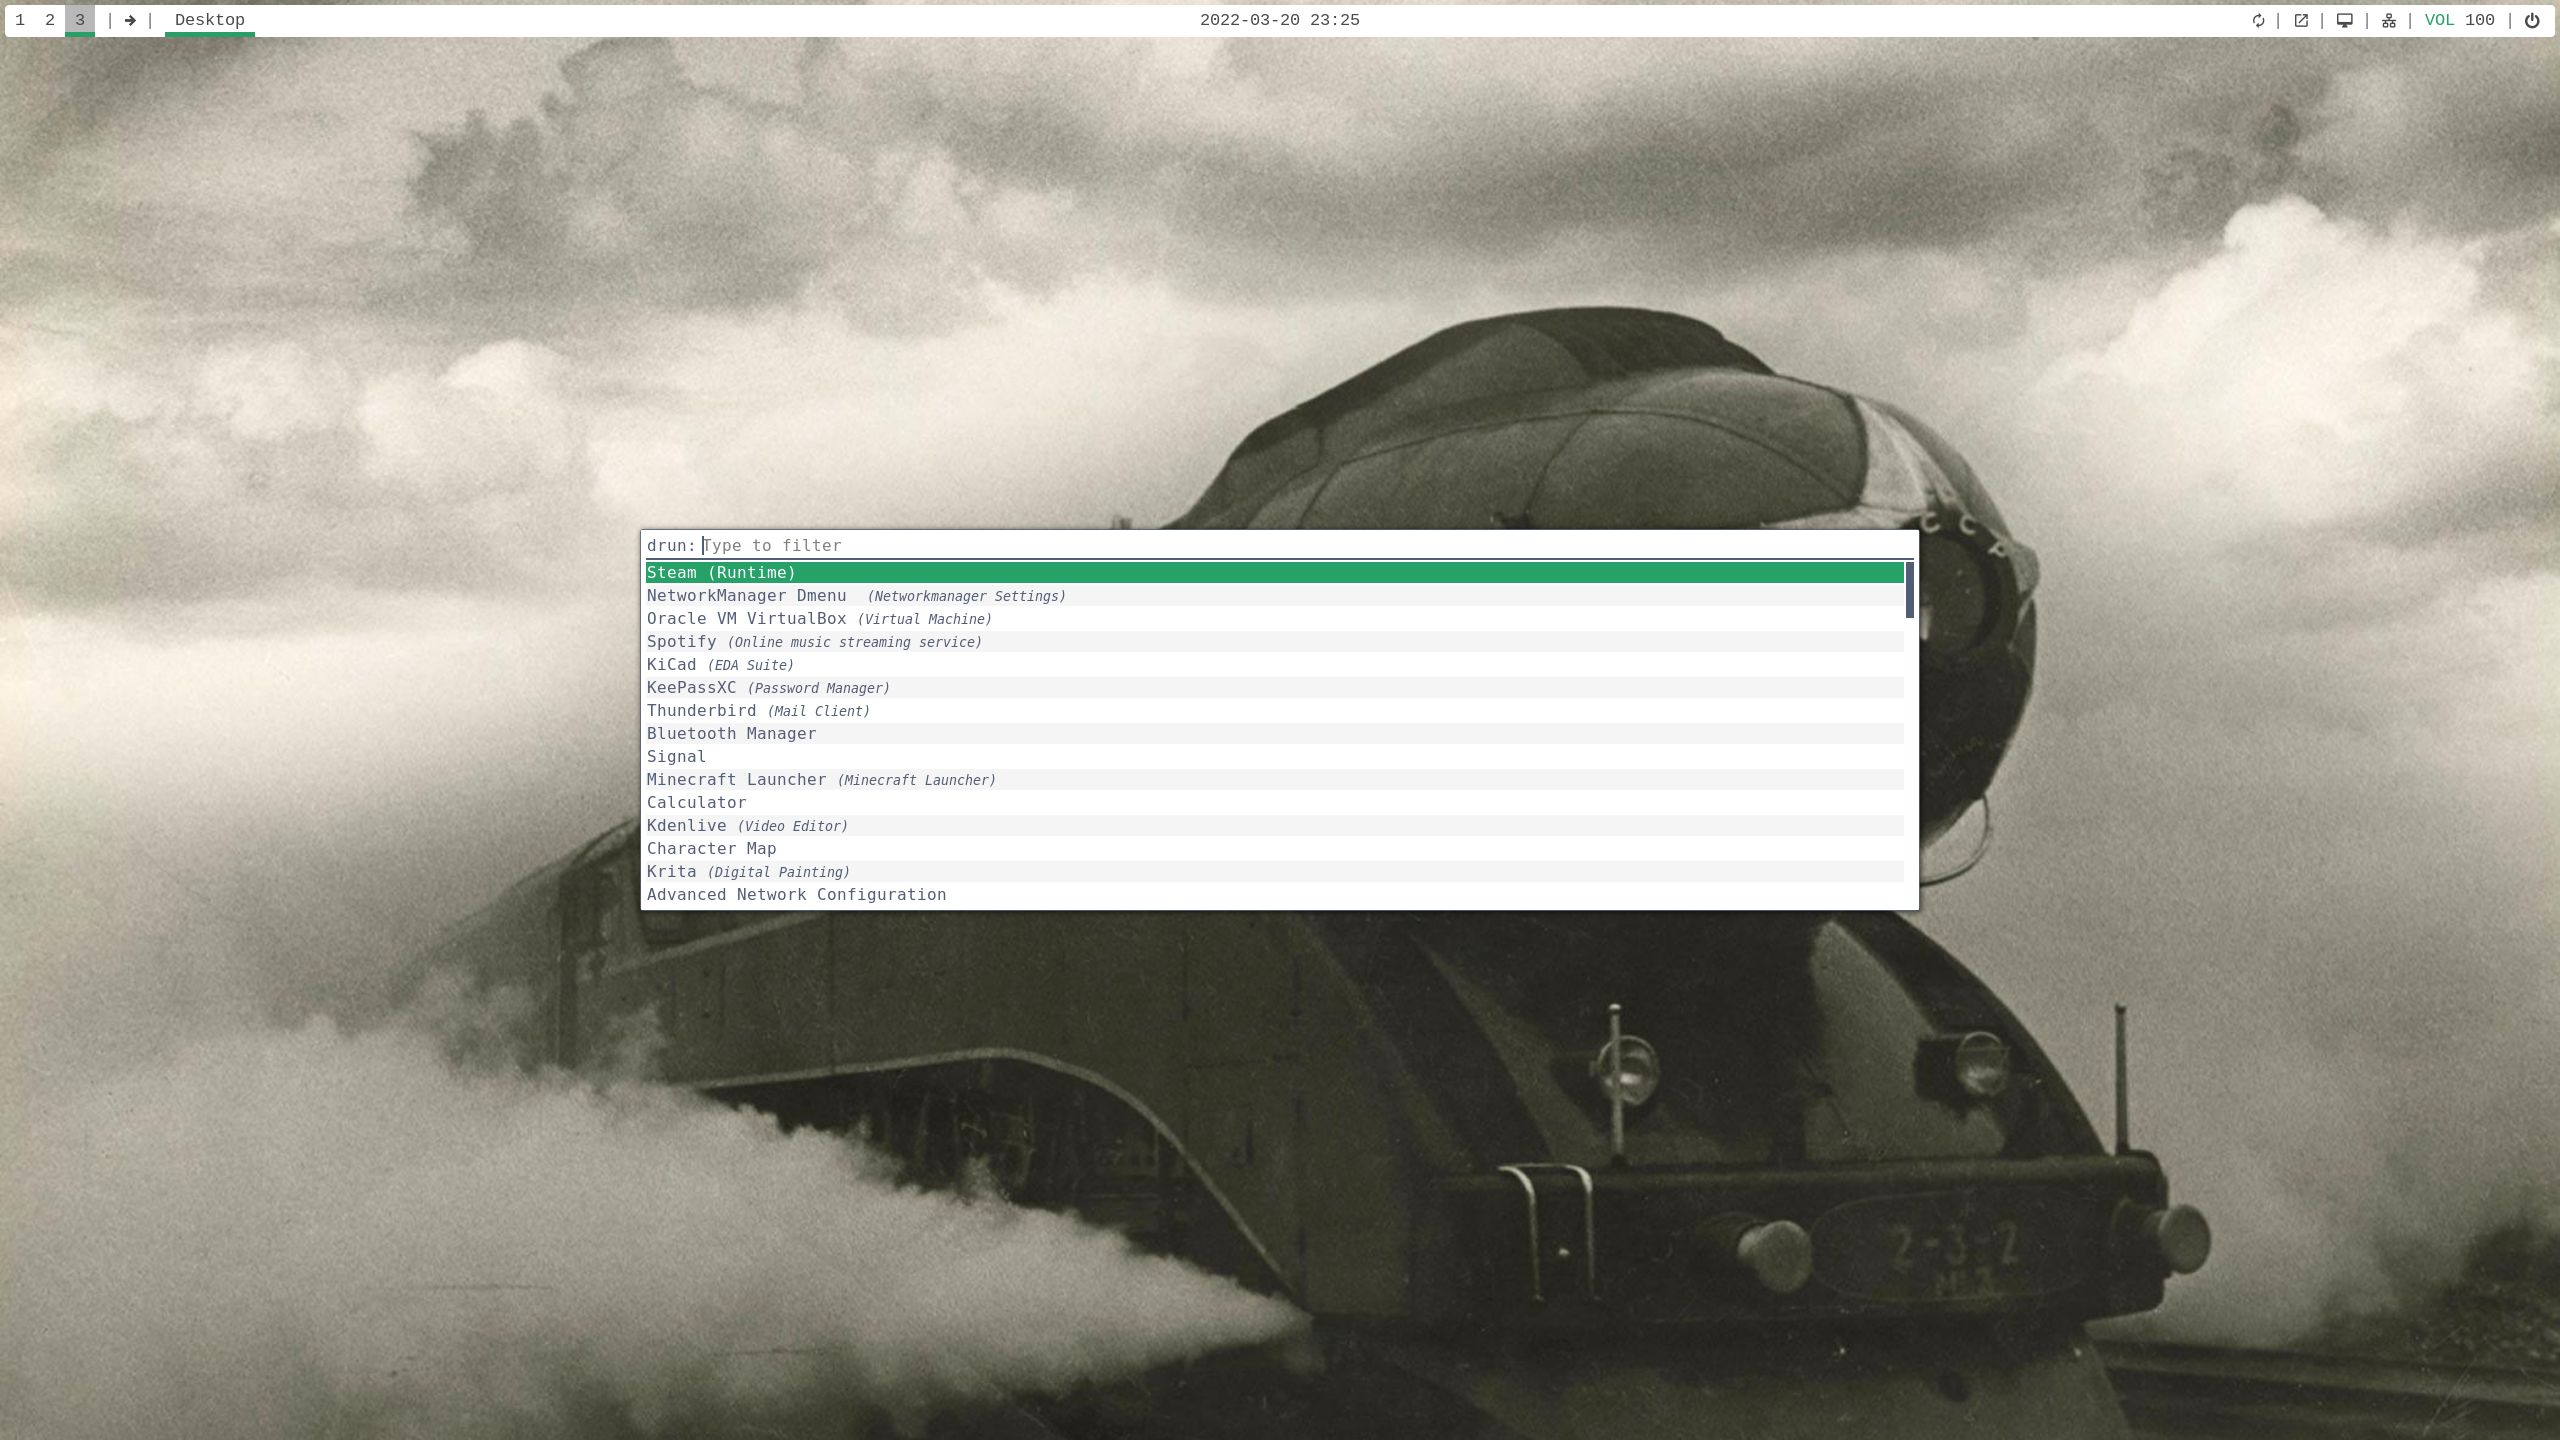 1 2 3 | | Desktop
2022-03-20 23:25
| | | | VOL 100 |
drun: Type to filter
Steam (Runtime)
NetworkManager Dmenu (Networkmanager Settings)
Oracle VM VirtualBox (Virtual Machine)
Spotify (Online music streaming service)
KiCad (EDA Suite)
KeePassXC (Password Manager)
Thunderbird (Mail Client)
Bluetooth Manager
Signal
Minecraft Launcher (Minecraft Launcher)
Calculator
Kdenlive (Video Editor)
Character Map
Krita (Digital Painting)
Advanced Network Configuration
2-3-2